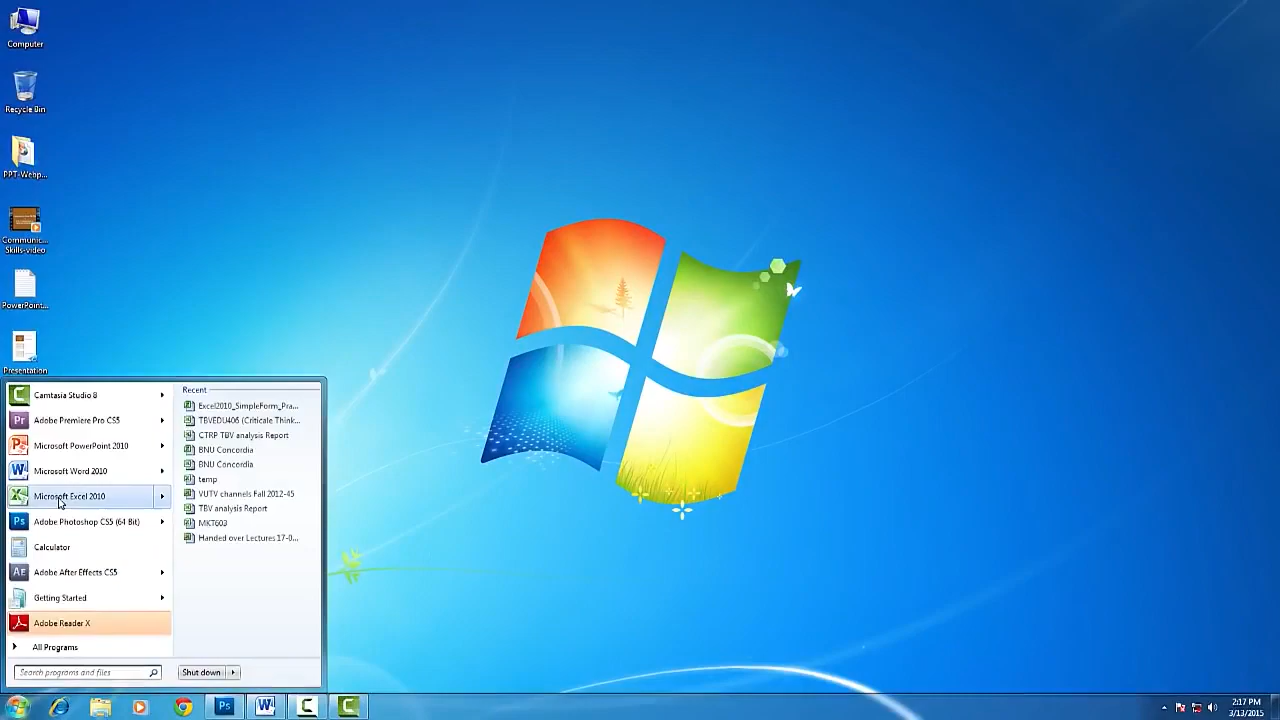 Computer
Recycle Bin
PPT-Webp...
Communic...
Skills-video
PowerPoint...
Presentation
Camtasia Studio 8
Adobe Premiere Pro CS5
Microsoft PowerPoint 2010
Microsoft Word 2010
Microsoft Excel 2010
Adobe Photoshop CS5 (64 Bit)
Calculator
Adobe After Effects CS5
Getting Started
Adobe Reader X
All Programs
Search programs and files
Recent
Excel2010_SimpleForm_Pra...
TBVEDU406 (Criticale Think...
CTRP TBV analysis Report
BNU Concordia
BNU Concordia
temp
VUTV channels Fall 2012-45
TBV analysis Report
MKT603
Handed over Lectures 17-0...
Shut down
2:17 PM
3/13/2015